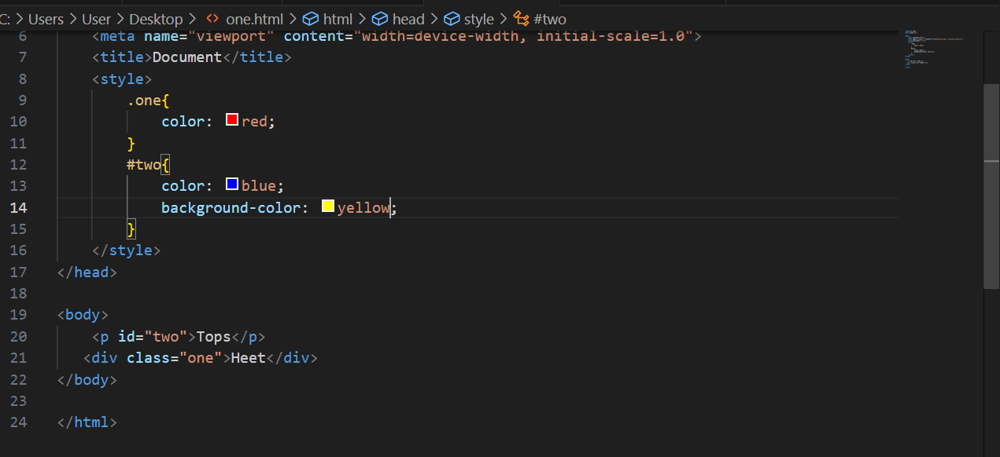 C: > Users > User > Desktop > <> one.html > html > head > style > #two
6 <meta name="viewport" content="width=device-width, initial-scale=1.0">
7 <title>Document</title>
8 <style>
9 .one{
10 color: red;
11 }
12 #two{
13 color: blue;
14 background-color: yellow;
15 }
16 </style>
17 </head>
18
19 <body>
20 <p id="two">Tops</p>
21 <div class="one">Heet</div>
22 </body>
23
24 </html>